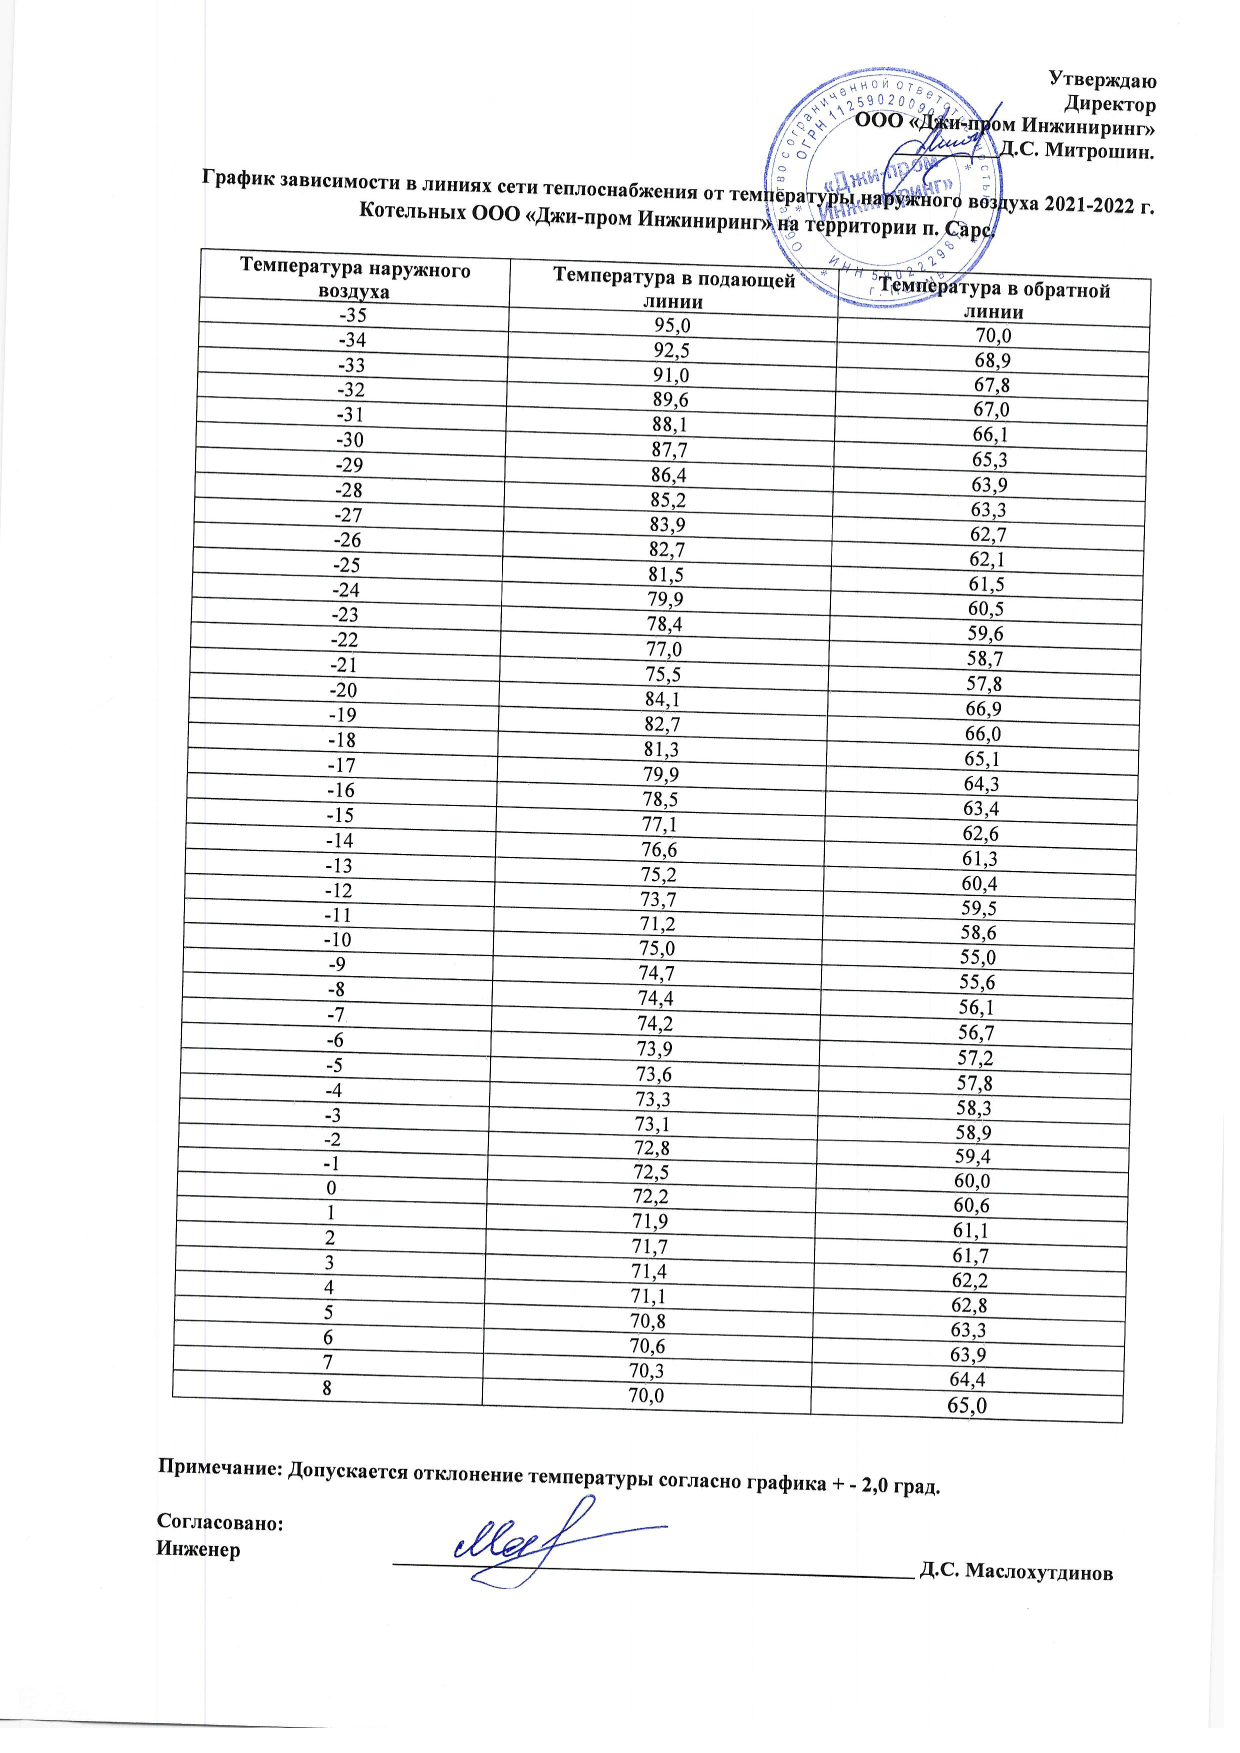 Утверждаю
Директор
ООО «Джи-пром Инжиниринг»
Д.С. Митрошин.
График зависимости в линиях сети теплоснабжения от температуры наружного воздуха 2021-2022 г.
Котельных ООО «Джи-пром Инжиниринг» на территории п. Сарс.
Температура наружного воздуха Температура в подающей линии Температура в обратной линии
-35 95,0 70,0
-34 92,5 68,9
-33 91,0 67,8
-32 89,6 67,0
-31 88,1 66,1
-30 87,7 65,3
-29 86,4 63,9
-28 85,2 63,3
-27 83,9 62,7
-26 82,7 62,1
-25 81,5 61,5
-24 79,9 60,5
-23 78,4 59,6
-22 77,0 58,7
-21 75,5 57,8
-20 84,1 66,9
-19 82,7 66,0
-18 81,3 65,1
-17 79,9 64,3
-16 78,5 63,4
-15 77,1 62,6
-14 76,6 61,3
-13 75,2 60,4
-12 73,7 59,5
-11 71,2 58,6
-10 75,0 55,0
-9 74,7 55,6
-8 74,4 56,1
-7 74,2 56,7
-6 73,9 57,2
-5 73,6 57,8
-4 73,3 58,3
-3 73,1 58,9
-2 72,8 59,4
-1 72,5 60,0
0 72,2 60,6
1 71,9 61,1
2 71,7 61,7
3 71,4 62,2
4 71,1 62,8
5 70,8 63,3
6 70,6 63,9
7 70,3 64,4
8 70,0 65,0
Примечание: Допускается отклонение температуры согласно графика + - 2,0 град.
Согласовано:
Инженер
Д.С. Маслохутдинов
Общество с ограниченной ответственностью
«Джи-пром
Инжиниринг»